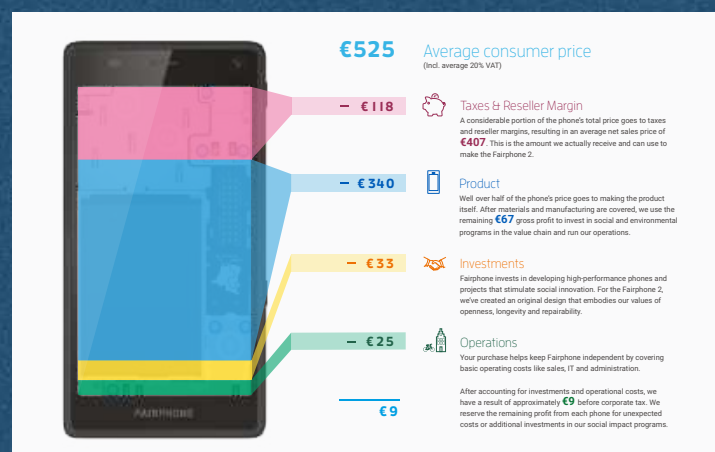 €525
Average consumer price
(Incl. average 20% VAT)
– €118
Taxes & Reseller Margin
A considerable portion of the phone's total price goes to taxes
and reseller margins, resulting in an average net sales price of
€407. This is the amount we actually receive and can use to
make the Fairphone 2.
– €340
Product
Well over half of the phone's price goes to making the product
itself. After materials and manufacturing are covered, we use the
remaining €67 gross profit to invest in social and environmental
programs in the value chain and run our operations.
– €33
Investments
Fairphone invests in developing high-performance phones and
projects that stimulate social innovation. For the Fairphone 2,
we've created an original design that embodies our values of
openness, longevity and repairability.
– €25
Operations
Your purchase helps keep Fairphone independent by covering
basic operating costs like sales, IT and administration.
€9
After accounting for investments and operational costs, we
have a result of approximately €9 before corporate tax. We
reserve the remaining profit from each phone for unexpected
costs or additional investments in our social impact programs.
FAIRPHONE